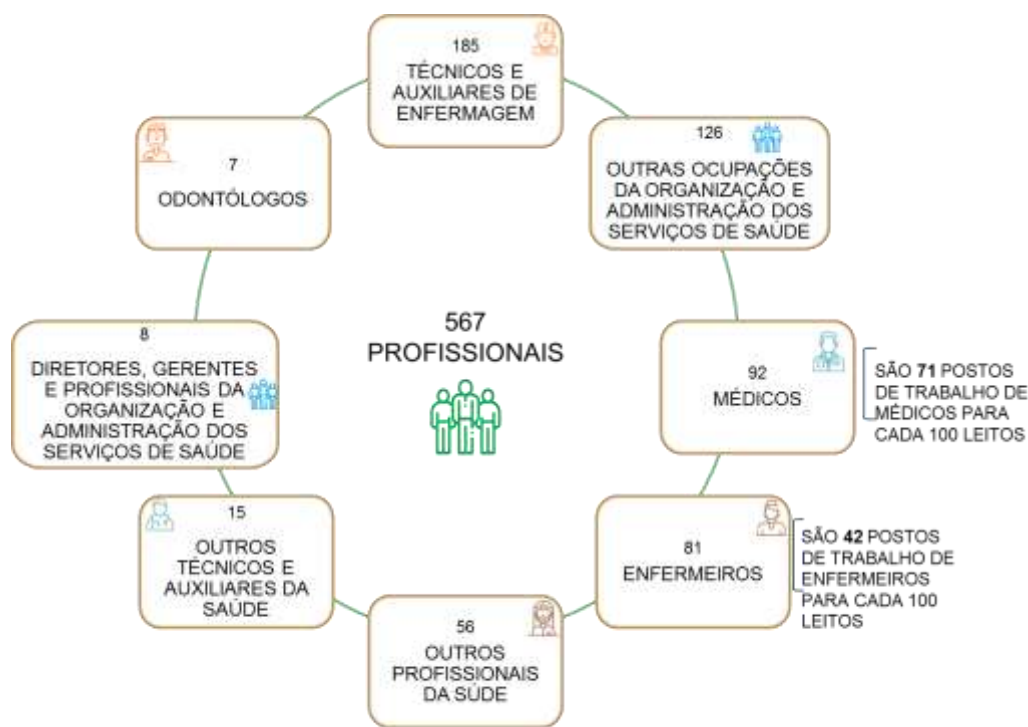 185
TÉCNICOS E
AUXILIARES DE
ENFERMAGEM
126
OUTRAS OCUPAÇÕES
DA ORGANIZAÇÃO E
ADMINISTRAÇÃO DOS
SERVIÇOS DE SAÚDE
7
ODONTÓLOGOS
567
PROFISSIONAIS
8
DIRETORES, GERENTES
E PROFISSIONAIS DA
ORGANIZAÇÃO E
ADMINISTRAÇÃO DOS
SERVIÇOS DE SAÚDE
92
MÉDICOS
SÃO 71 POSTOS
DE TRABALHO DE
MÉDICOS PARA
CADA 100 LEITOS
15
OUTROS
TÉCNICOS E
AUXILIARES DA
SAÚDE
81
ENFERMEIROS
SÃO 42 POSTOS
DE TRABALHO DE
ENFERMEIROS
PARA CADA 100
LEITOS
56
OUTROS
PROFISSIONAIS
DA SÚDE